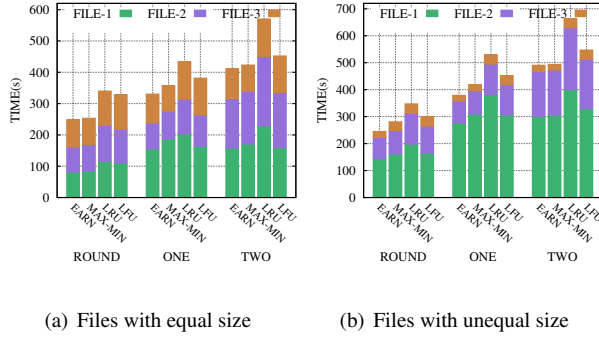 FILE-1 FILE-2 FILE-3
TIME(s)
600
500
400
300
200
100
0
EARN MAX-MIN LRU LFU EARN MAX-MIN LRU LFU EARN MAX-MIN LRU LFU
ROUND ONE TWO
(a) Files with equal size
FILE-1 FILE-2 FILE-3
TIME(s)
700
600
500
400
300
200
100
0
EARN MAX-MIN LRU LFU EARN MAX-MIN LRU LFU EARN MAX-MIN LRU LFU
ROUND ONE TWO
(b) Files with unequal size